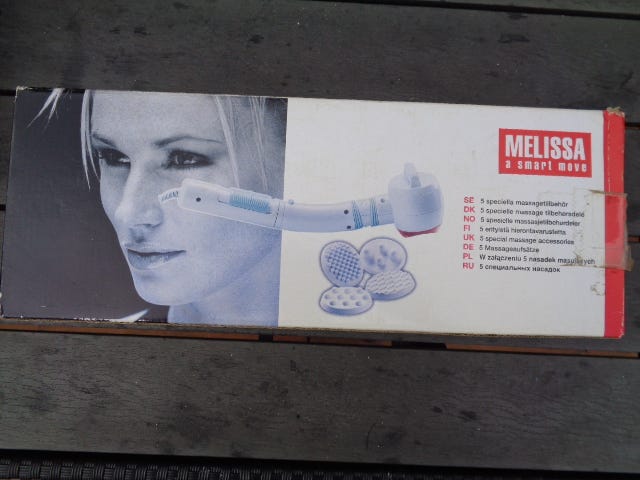 MELISSA
a smart move
SE 5 speciella massagetillbehör
DK 5 specielle massage tilbehørsdele
NO 5 spesielle massasjetilbehørdeler
FI 5 erityistä hierontavarustetta
UK 5 special massage accessories
DE 5 Massageaufsätze
PL W załączeniu 5 nasadek masujących
RU 5 специальных насадок